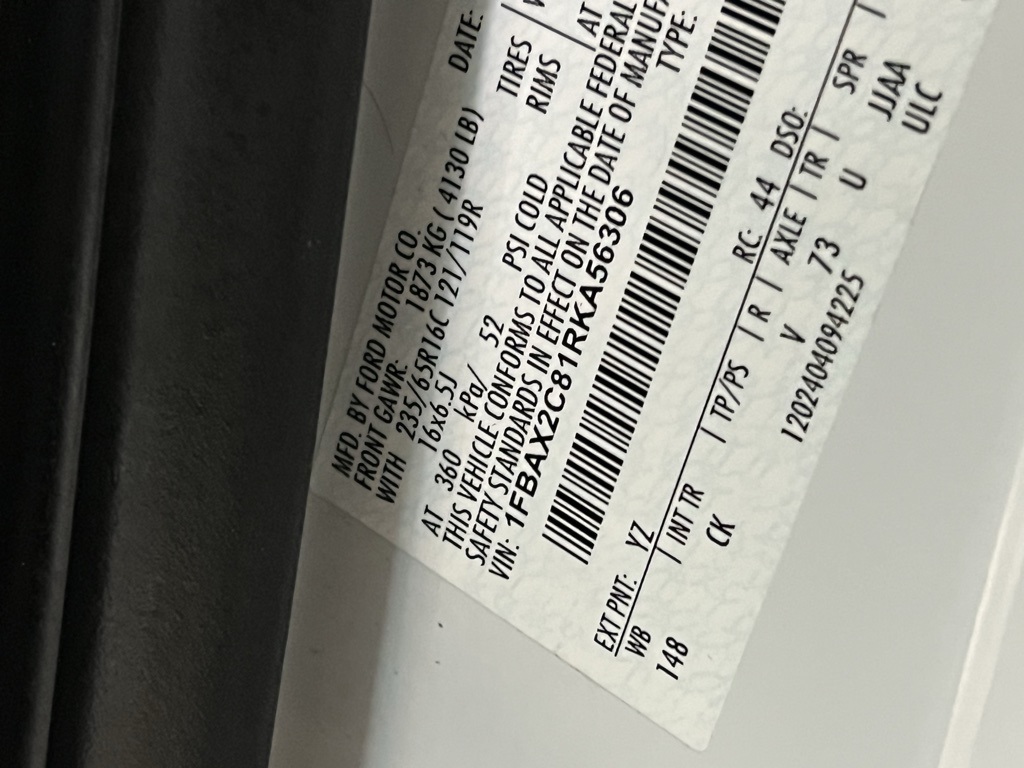 MFD. BY FORD MOTOR CO.
DATE:
FRONT GAWR: 1873 KG ( 4130 LB)
WITH 235/65R16C 121/119R TIRES
16x6.5J RIMS
AT 360 kPa/ 52 PSI COLD AT
THIS VEHICLE CONFORMS TO ALL APPLICABLE FEDERAL
SAFETY STANDARDS IN EFFECT ON THE DATE OF MANUFA
VIN: 1FBAX2C81RKA56306 TYPE:
EXT PNT: YZ RC: 44 DSO:
WB | INT TR | TP/PS | R | AXLE | TR | SPR |
148 CK V 73 U JJAA
120240409422​5 ULC